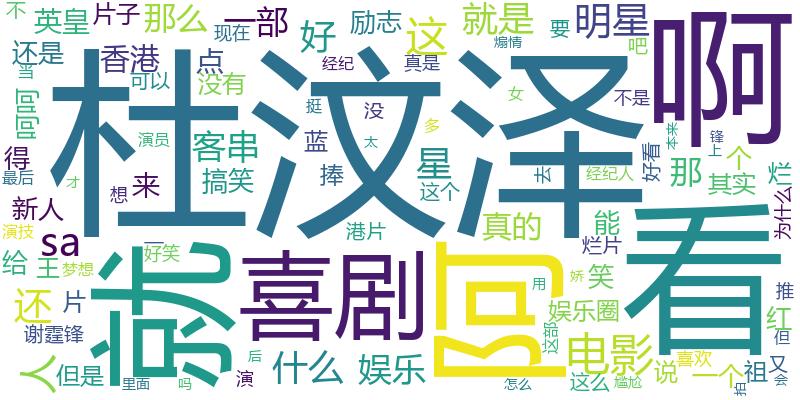 不
英皇
片子
那么
一部
好
励志
这
就是
明星
啊
还是
香港
点
现在
要
煽情
吧
当
可以
没有
经纪
真是
呵呵
杜汶泽
挺
没
女
不是
本来
演员
客串
蓝
太
多
星
得
搞笑
捧
去
好看
锋
上
那
个
烂
最后
才
想
来
这个
经纪人
其实
为什么
新人
演技
sa
一
港片
真的
能
烂片
看
给
王
梦想
好笑
就
喜剧
阿
用
娇
笑
还
片
娱乐圈
推
红
谢霆锋
后
这部
电影
但
人
但是
里面
吗
演
什么
娱乐
怎么
这么
尴尬
说
喜欢
一个
拍
祖
又
会